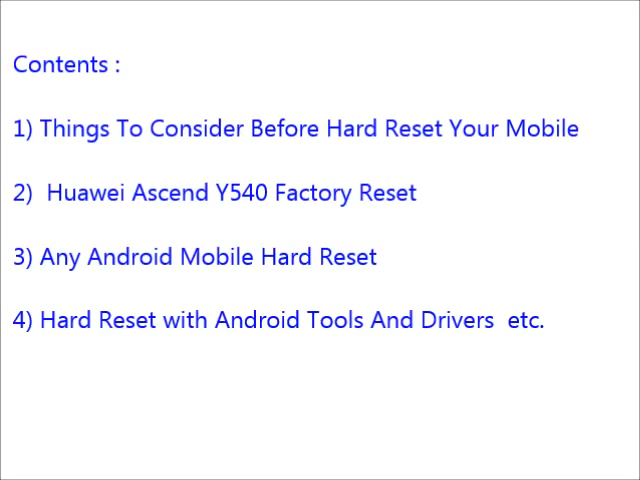 Contents :
1) Things To Consider Before Hard Reset Your Mobile
2)  Huawei Ascend Y540 Factory Reset
3) Any Android Mobile Hard Reset
4) Hard Reset with Android Tools And Drivers  etc.